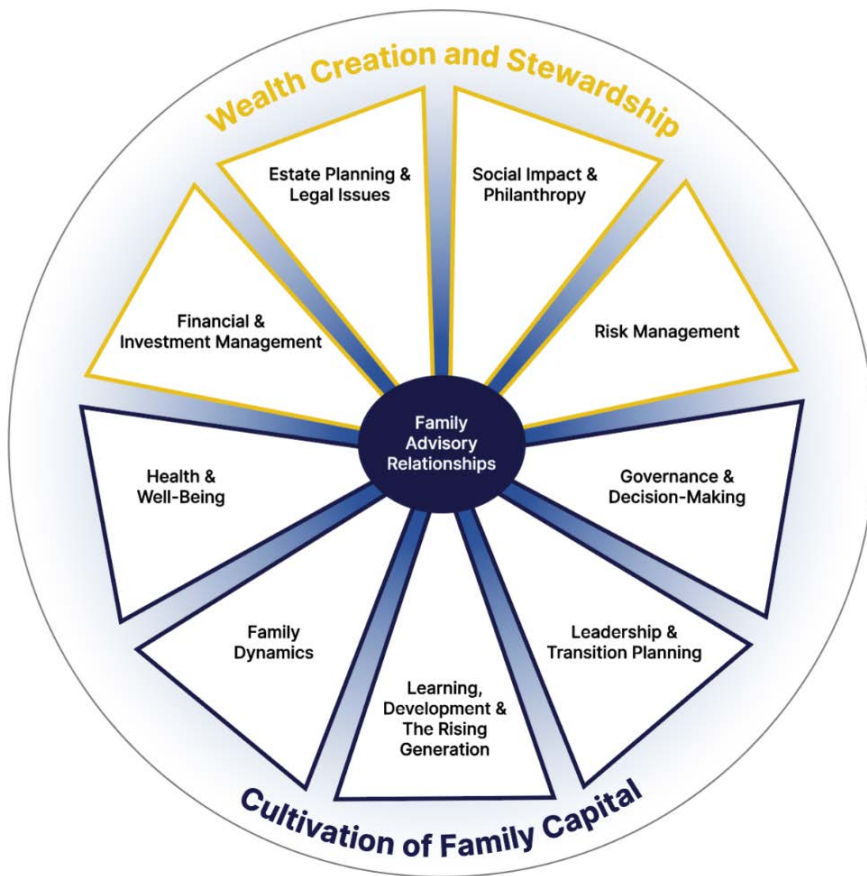 Wealth Creation and Stewardship
Estate Planning &
Legal Issues
Social Impact &
Philanthropy
Financial &
Investment Management
Risk Management
Family
Advisory
Relationships
Health &
Well-Being
Governance &
Decision-Making
Family
Dynamics
Leadership &
Transition Planning
Learning,
Development &
The Rising
Generation
Cultivation of Family Capital